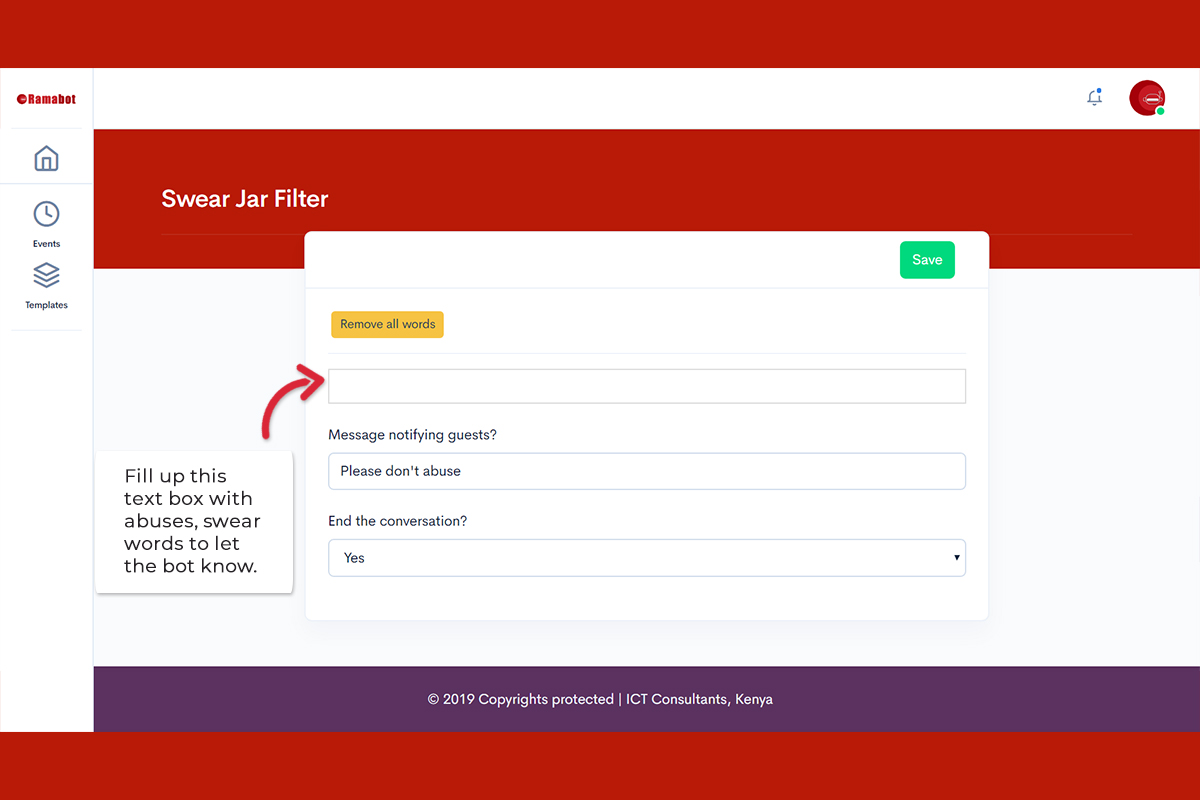 Ramabot
Swear Jar Filter
Save
Events
Templates
Remove all words
Message notifying guests?
Please don't abuse
End the conversation?
Yes
Fill up this
text box with
abuses, swear
words to let
the bot know.
© 2019 Copyrights protected | ICT Consultants, Kenya